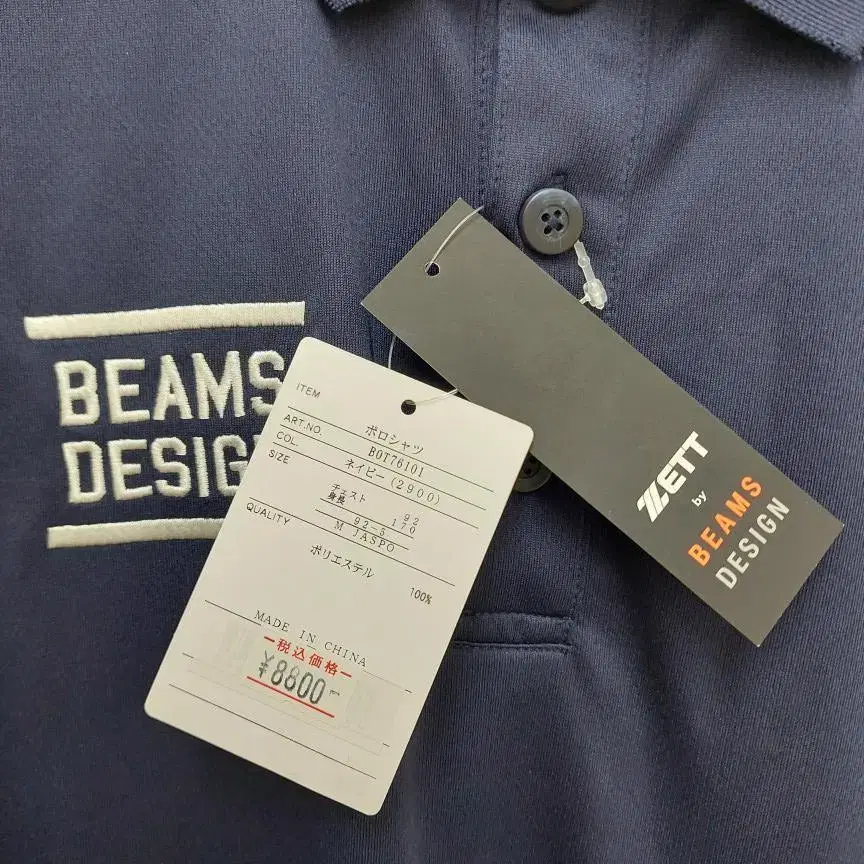 BEAMS
DESIG
ITEM
ポロシャツ
ART.NO.
BOT76101
COL.
ネイビー(2900)
SIZE
チェスト 92
身長 170
92-5
M JASPO
QUALITY
ポリエステル
100%
MADE IN CHINA
税込価格
¥8800
ZETT
by
BEAMS
DESIGN